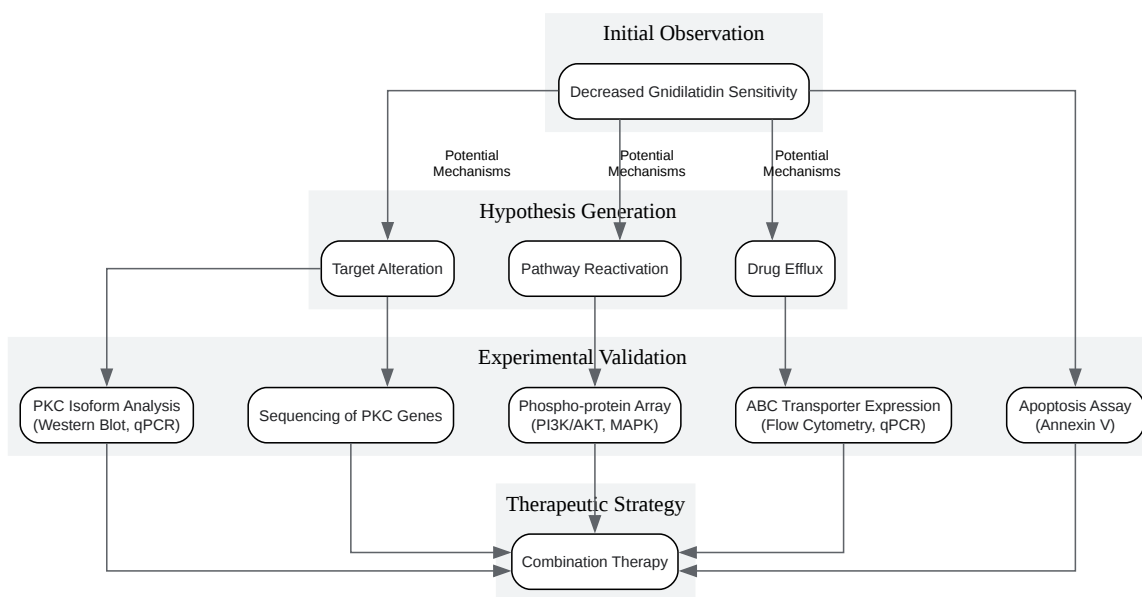 Initial Observation
Decreased Gnidilatidin Sensitivity
Potential
Mechanisms
Potential
Mechanisms
Potential
Mechanisms
Hypothesis Generation
Target Alteration
Pathway Reactivation
Drug Efflux
Experimental Validation
PKC Isoform Analysis
(Western Blot, qPCR)
Sequencing of PKC Genes
Phospho-protein Array
(PI3K/AKT, MAPK)
ABC Transporter Expression
(Flow Cytometry, qPCR)
Apoptosis Assay
(Annexin V)
Therapeutic Strategy
Combination Therapy